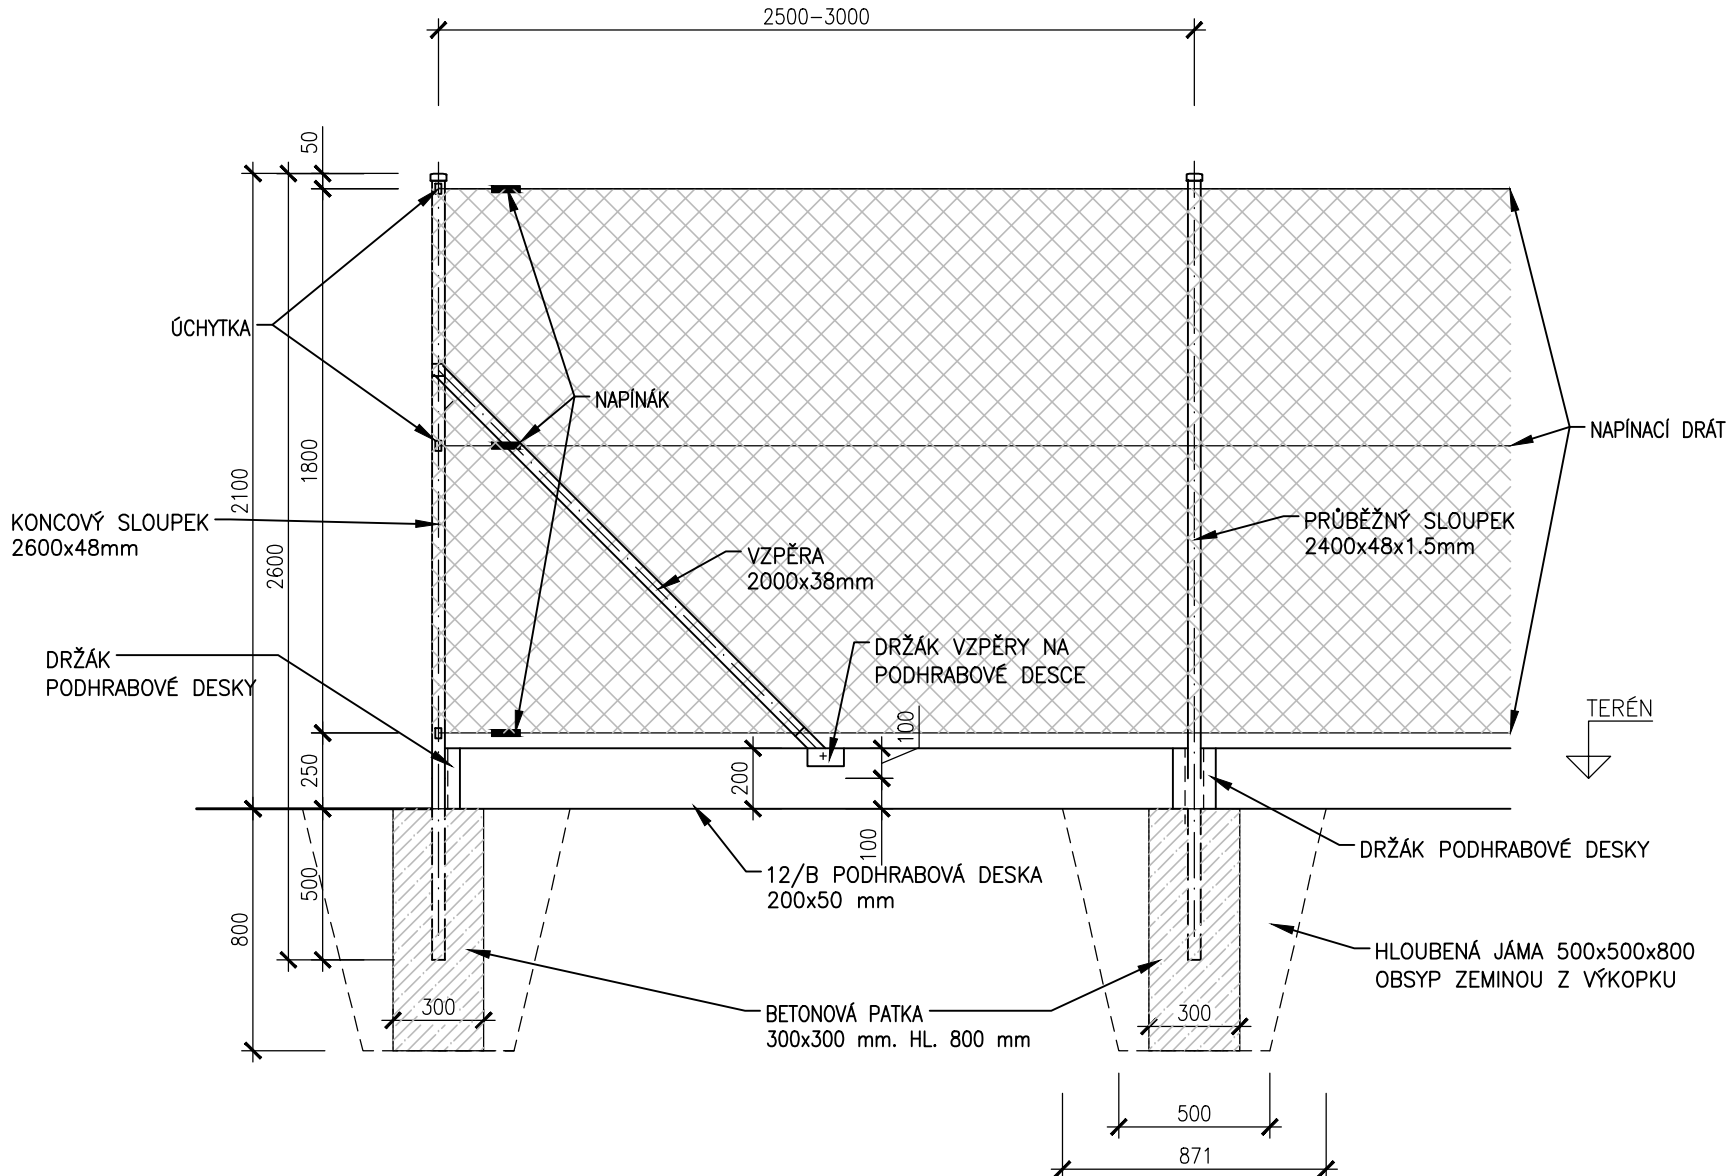 2500-3000
50
ÚCHYTKA
NAPÍNÁK
NAPÍNACÍ DRÁT
1800
2100
2600
KONCOVÝ SLOUPEK
2600x48mm
PRŮBĚŽNÝ SLOUPEK
2400x48x1.5mm
VZPĚRA
2000x38mm
DRŽÁK
PODHRABOVÉ DESKY
DRŽÁK VZPĚRY NA
PODHRABOVÉ DESCE
TERÉN
100
250
200
100
DRŽÁK PODHRABOVÉ DESKY
12/B PODHRABOVÁ DESKA
200x50 mm
500
800
HLOUBENÁ JÁMA 500x500x800
OBSYP ZEMINOU Z VÝKOPKU
300
BETONOVÁ PATKA
300x300 mm. HL. 800 mm
300
500
871